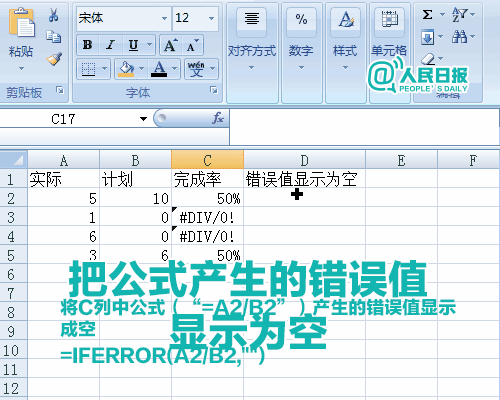 粘贴
宋体 12
B I U A A
A 变 wén
Σ A Z
对齐方式 数字 样式 单元格
剪贴板 字体 编辑
@人民日报
PEOPLE'S DAILY
C17 fx
A B C D E F
1 实际 计划 完成率 错误值显示为空
2 5 10 50%
3 1 0 #DIV/0!
4 6 0 #DIV/0!
5 3 6 50%
6
7
8
9
10
11
12
把公式产生的错误值
显示为空
将C列中公式（“=A2/B2”）产生的错误值显示
成空
=IFERROR(A2/B2,"")